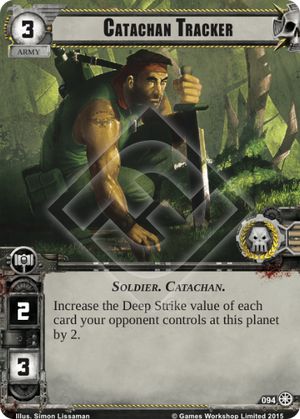 3
CATACHAN TRACKER
ARMY
SOLDIER. CATACHAN.
2
Increase the Deep Strike value of each
card your opponent controls at this planet
by 2.
3
094
Illus. Simon Lissaman
© Games Workshop Limited 2015